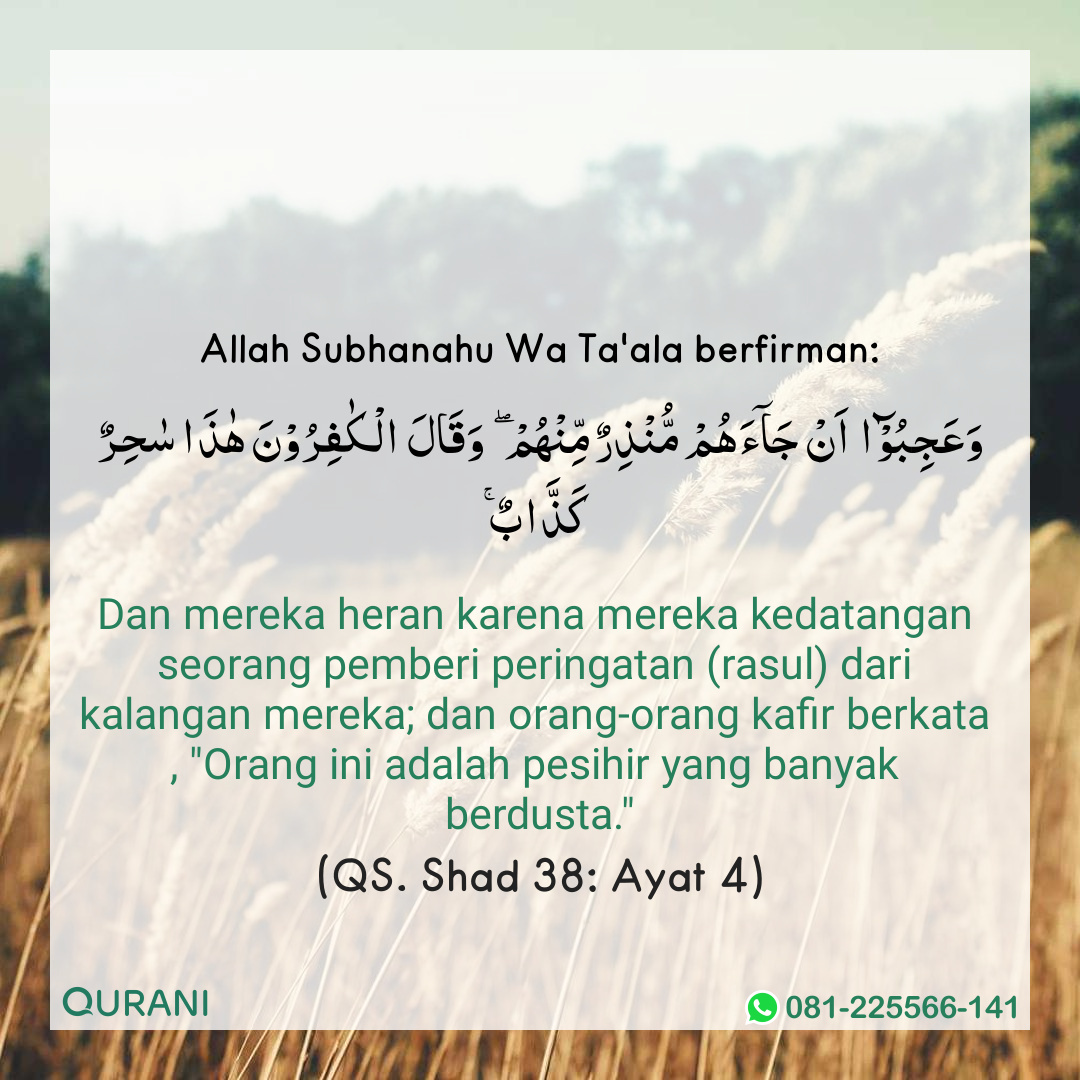 Allah Subhanahu Wa Ta'ala berfirman:
وَعَجِبُوْۤا اَنْ جَآءَهُمْ مُّنْذِرٌ مِّنْهُمْ ۖ وَقَالَ الْكٰفِرُوْنَ هٰذَا سٰحِرٌ
كَذَّابٌ ۚ
Dan mereka heran karena mereka kedatangan
seorang pemberi peringatan (rasul) dari
kalangan mereka; dan orang-orang kafir berkata
, "Orang ini adalah pesihir yang banyak
berdusta."
(QS. Shad 38: Ayat 4)
QURANI
081-225566-141